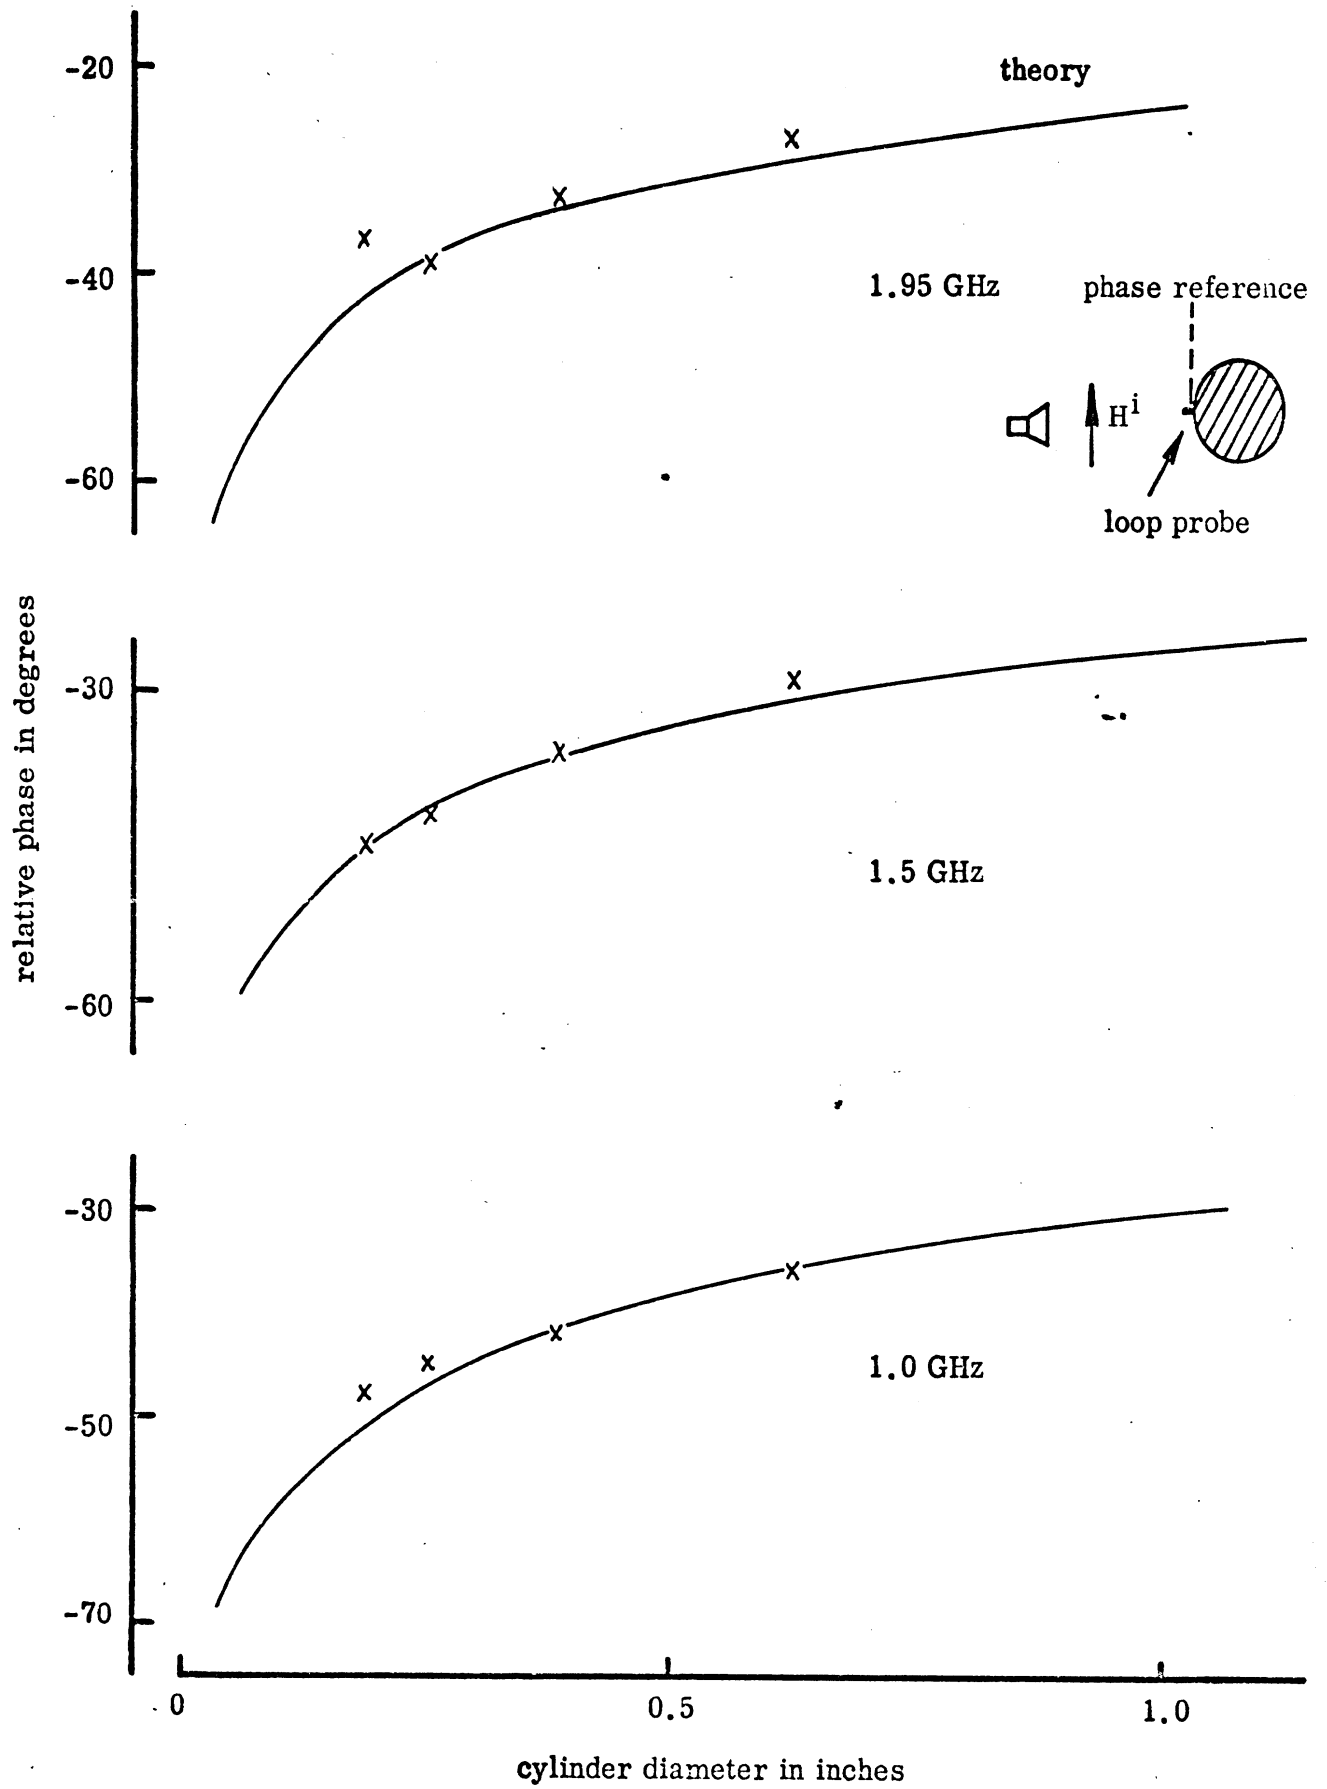 -20
theory
-40
1.95 GHz
phase reference
H^i
-60
loop probe
relative phase in degrees
-30
1.5 GHz
-60
-30
1.0 GHz
-50
-70
0
0.5
1.0
cylinder diameter in inches